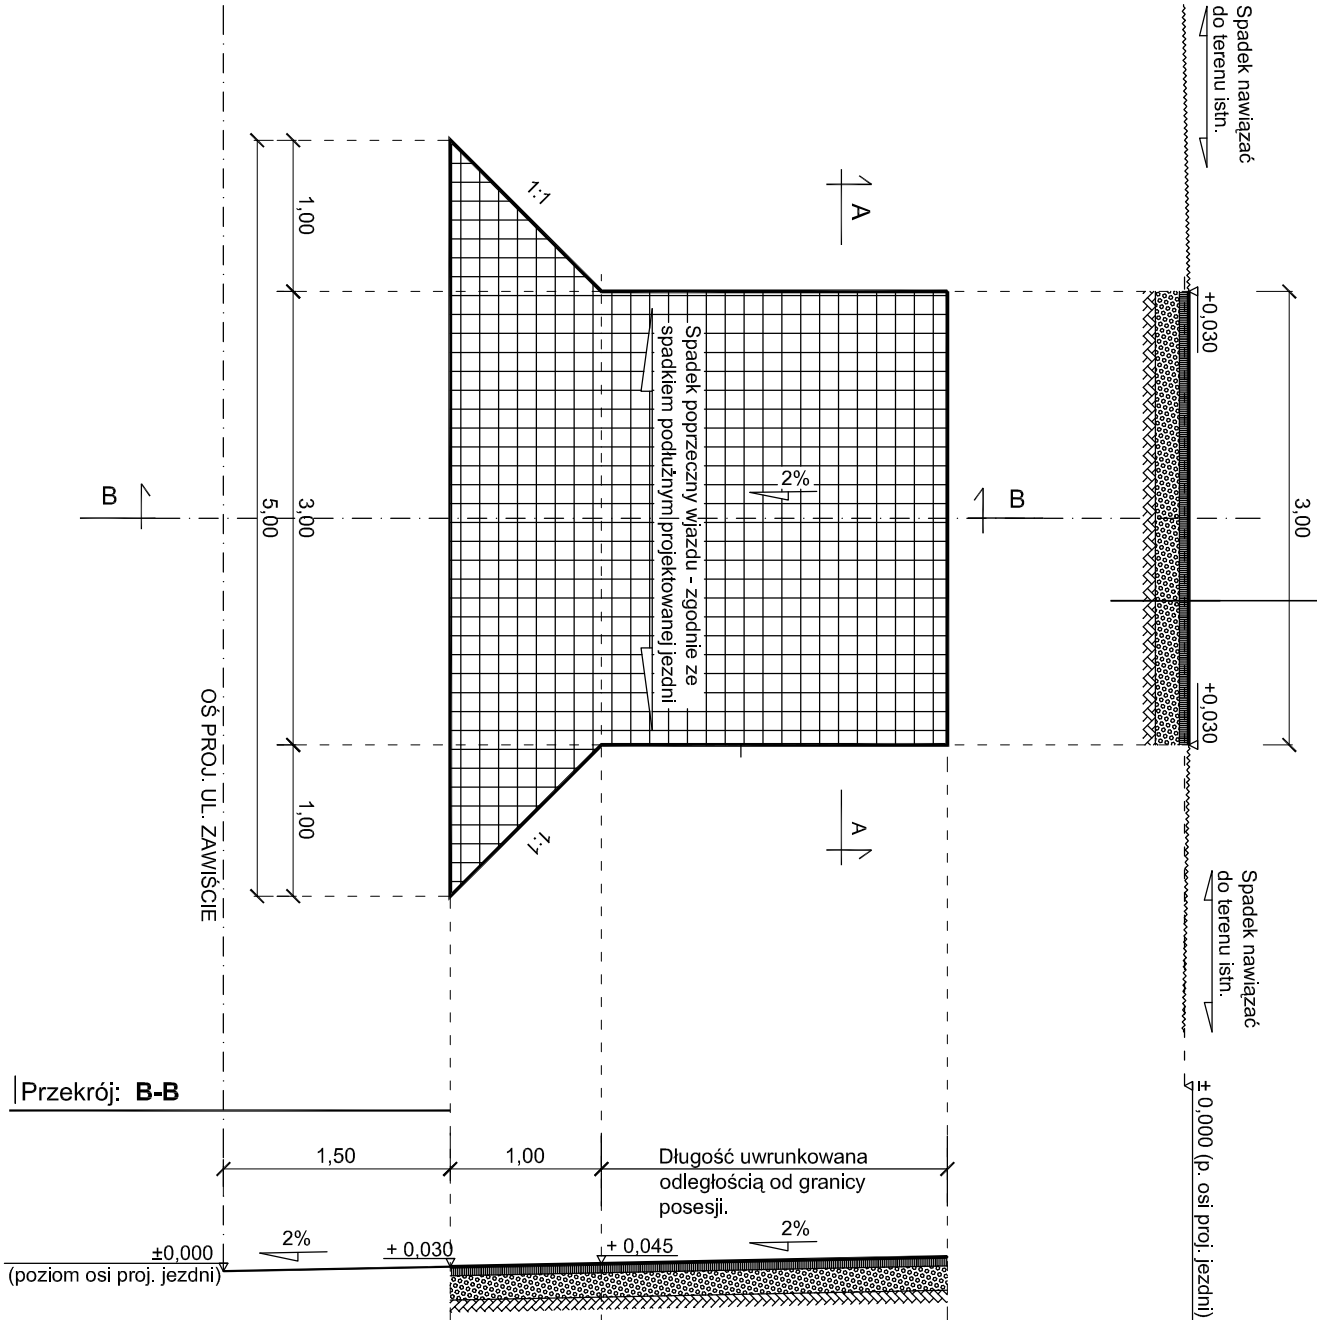 Spadek nawiązać
do terenu istn.
1:1
A
1,00
+0,030
Spadek poprzeczny wjazdu - zgodnie ze
spadkiem podłużnym projektowanej jezdni
2%
B
B
3,00
5,00
3,00
+0,030
OŚ PROJ. UL. ZAWIŚCIE
1,00
1:1
A
Spadek nawiązać
do terenu istn.
± 0,000 (p. osi proj. jezdni)
Przekrój: B-B
1,50
1,00
Długość uwrunkowana
odległością od granicy
posesji.
±0,000
(poziom osi proj. jezdni)
2%
+ 0,030
+ 0,045
2%